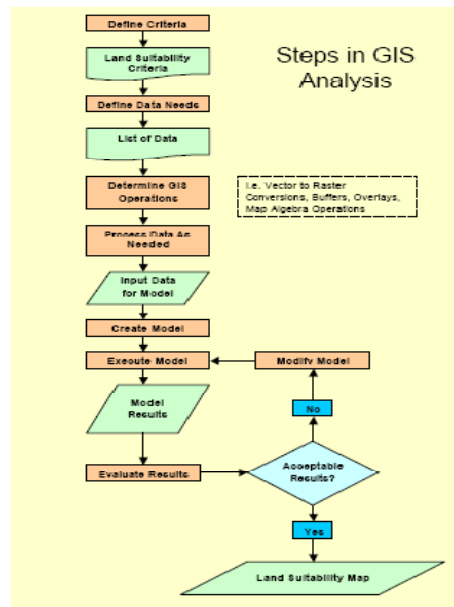 Define Criteria
Steps in GIS
Analysis
Land Suitability
Criteria
Define Data Needs
List of Data
Determine GIS
Operations
i.e. Vector to Raster
Conversions, Buffers, Overlays,
Map Algebra Operations
Process Data As
Needed
Input Data
for Model
Create Model
Execute Model
Modify Model
Model
Results
No
Evaluate Results
Acceptable
Results?
Yes
Land Suitability Map